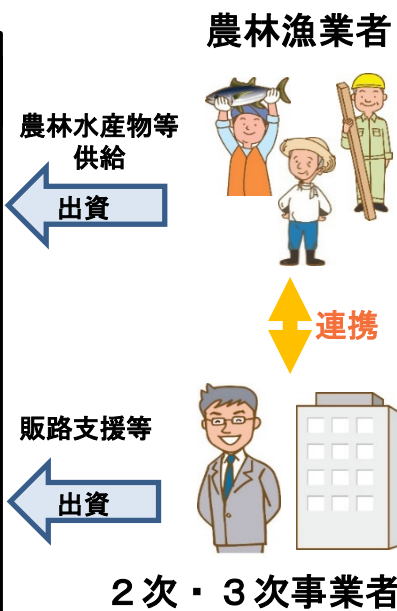 農林漁業者
農林水産物等
供給
出資
連携
販路支援等
出資
２次・３次事業者